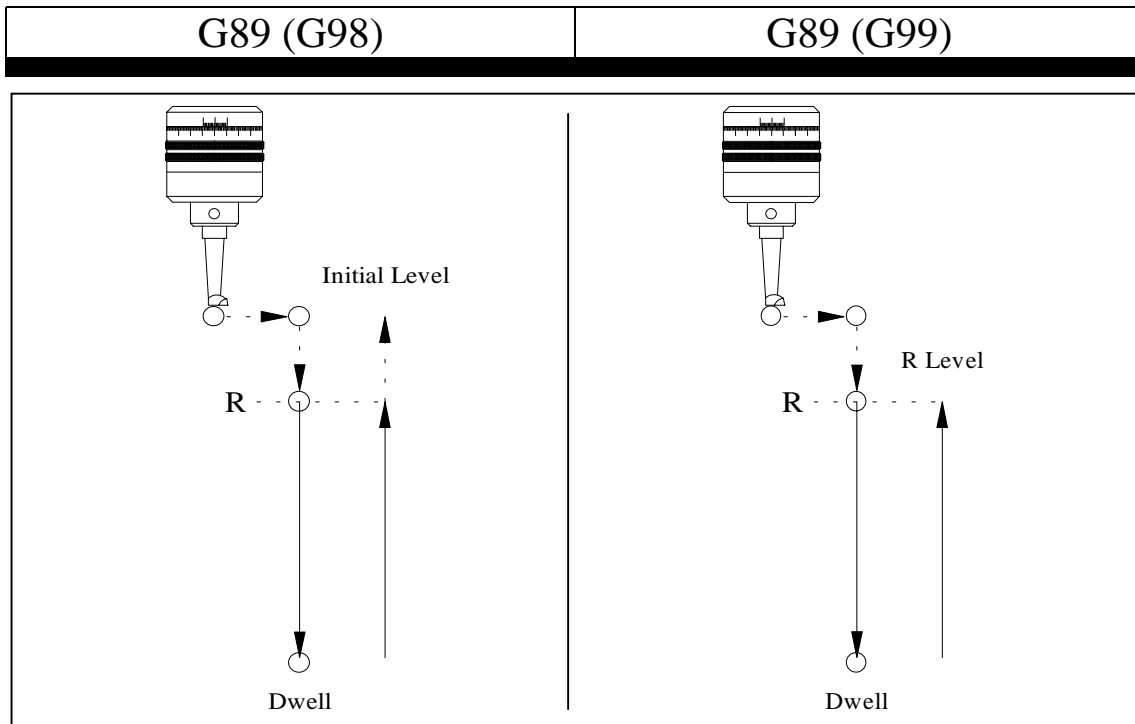 G89 (G98)
G89 (G99)
Initial Level
R
Dwell
R Level
R
Dwell